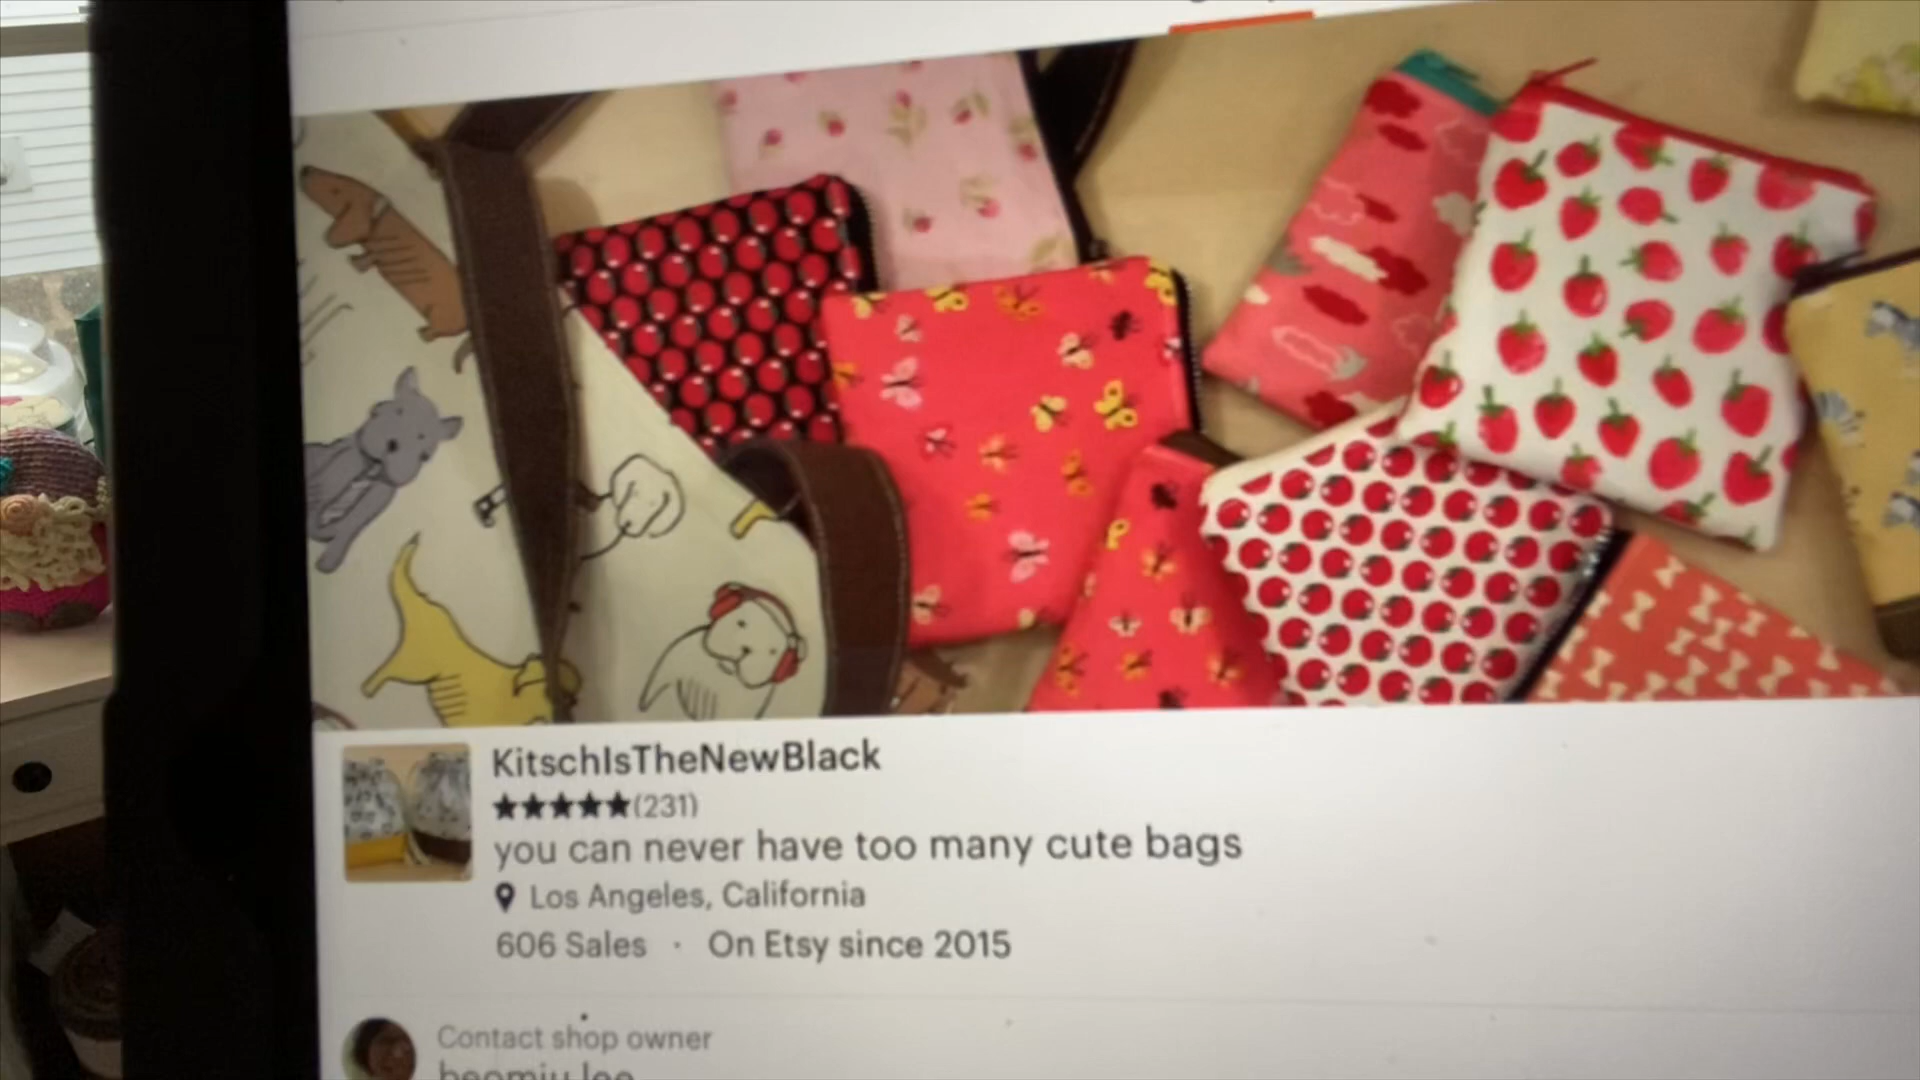 KitschIsTheNewBlack
★★★★★(231)
you can never have too many cute bags
Los Angeles, California
606 Sales · On Etsy since 2015
Contact shop owner